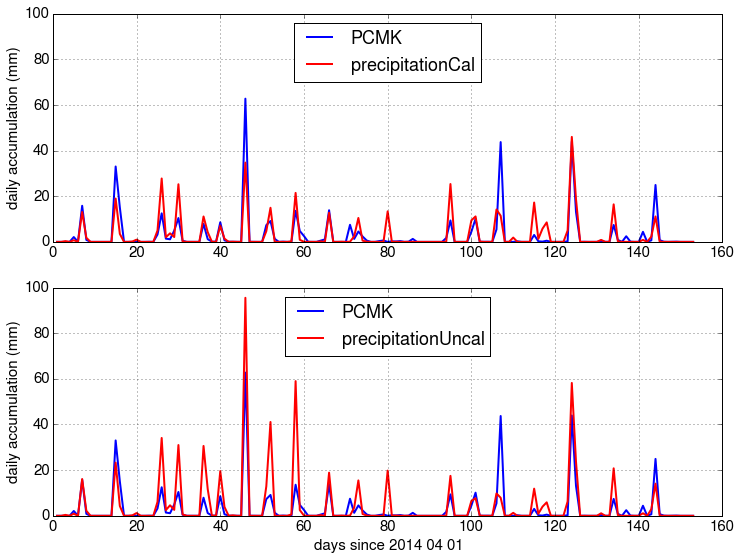 100
80
60
40
20
0
daily accumulation (mm)
PCMK
precipitationCal
0 20 40 60 80 100 120 140 160
100
80
60
40
20
0
daily accumulation (mm)
PCMK
precipitationUncal
0 20 40 60 80 100 120 140 160
days since 2014 04 01